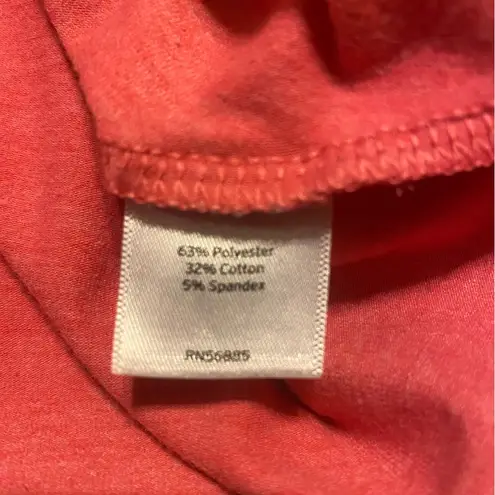 63% Polyester
32% Cotton
5% Spandex
RN56885